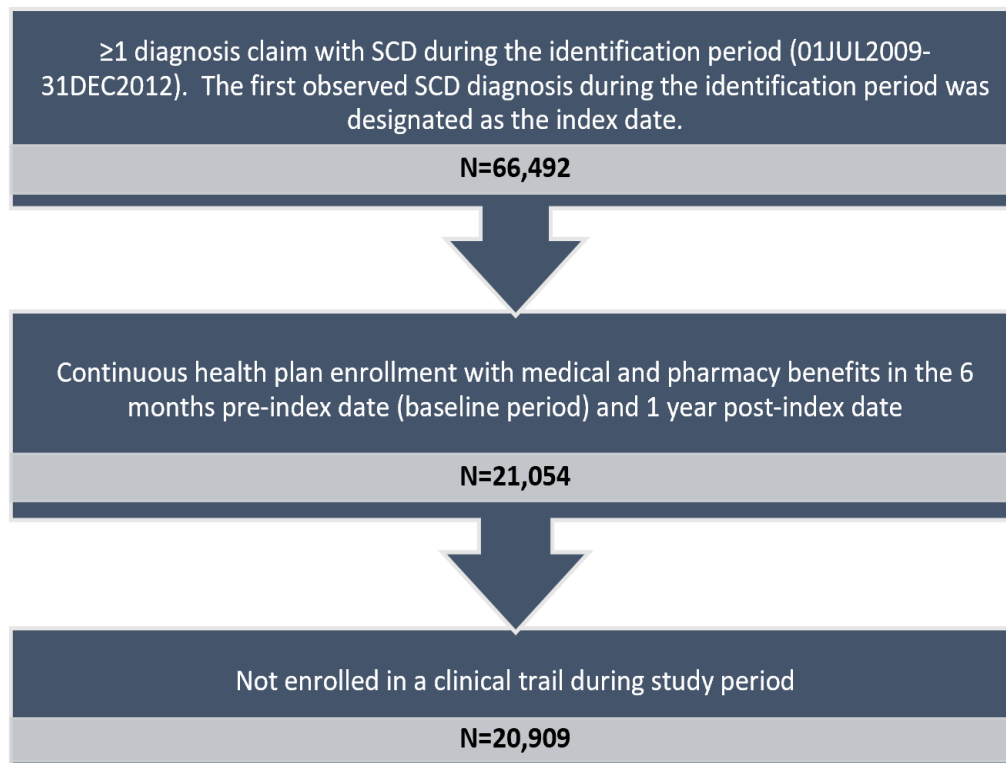 ≥1 diagnosis claim with SCD during the identification period (01JUL2009-
31DEC2012).  The first observed SCD diagnosis during the identification period was
designated as the index date.
N=66,492
Continuous health plan enrollment with medical and pharmacy benefits in the 6
months pre-index date (baseline period) and 1 year post-index date
N=21,054
Not enrolled in a clinical trail during study period
N=20,909